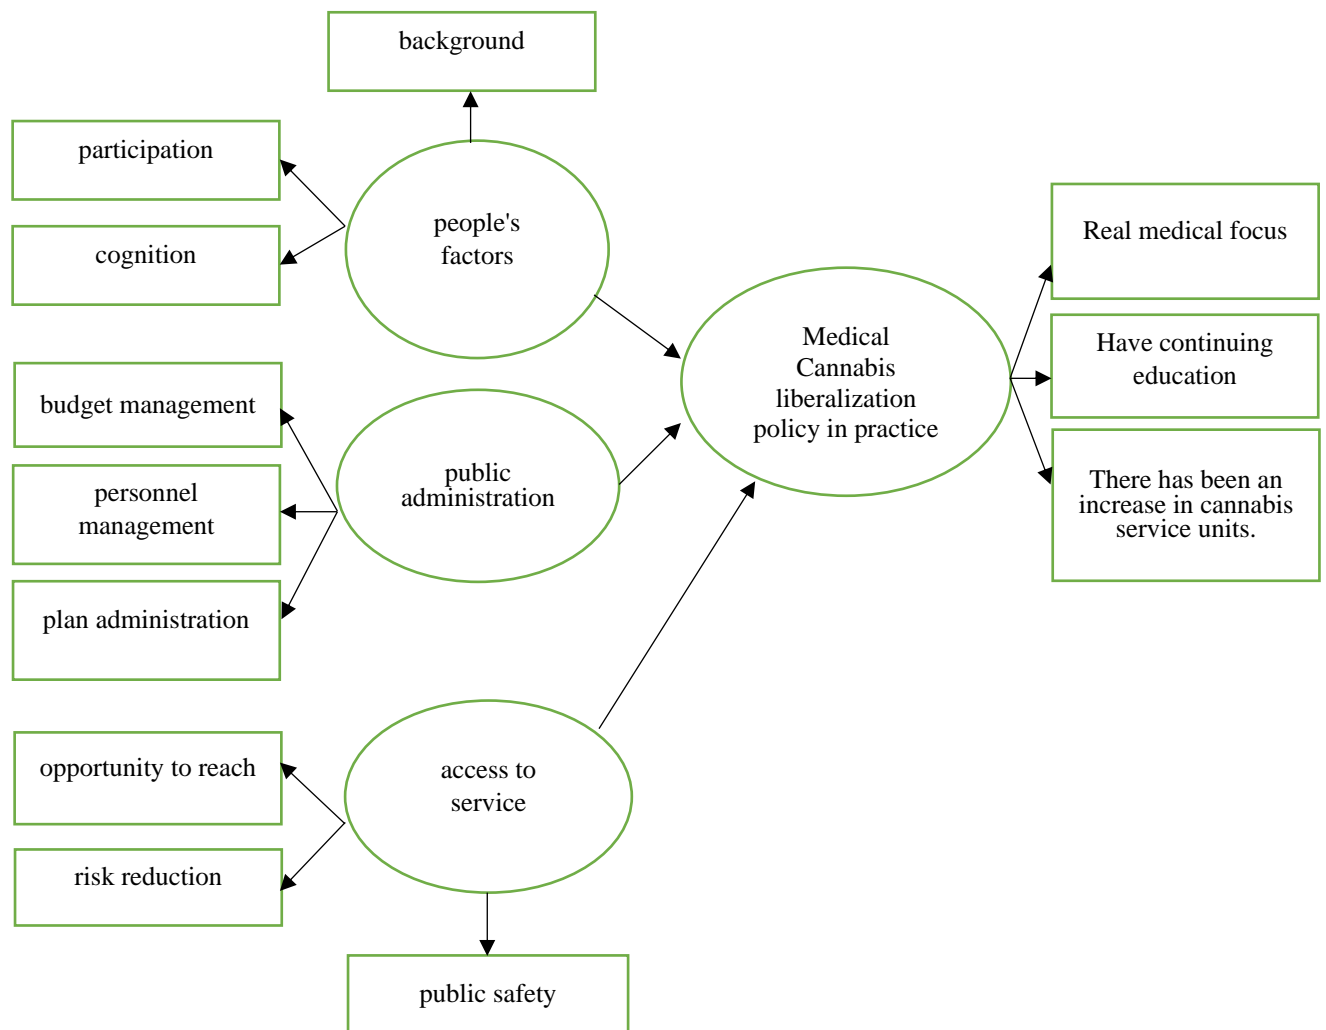 background
participation
cognition
people's
factors
Real medical focus
Have continuing
education
There has been an
increase in cannabis
service units.
Medical
Cannabis
liberalization
policy in practice
budget management
personnel
management
plan administration
public
administration
opportunity to reach
risk reduction
access to
service
public safety